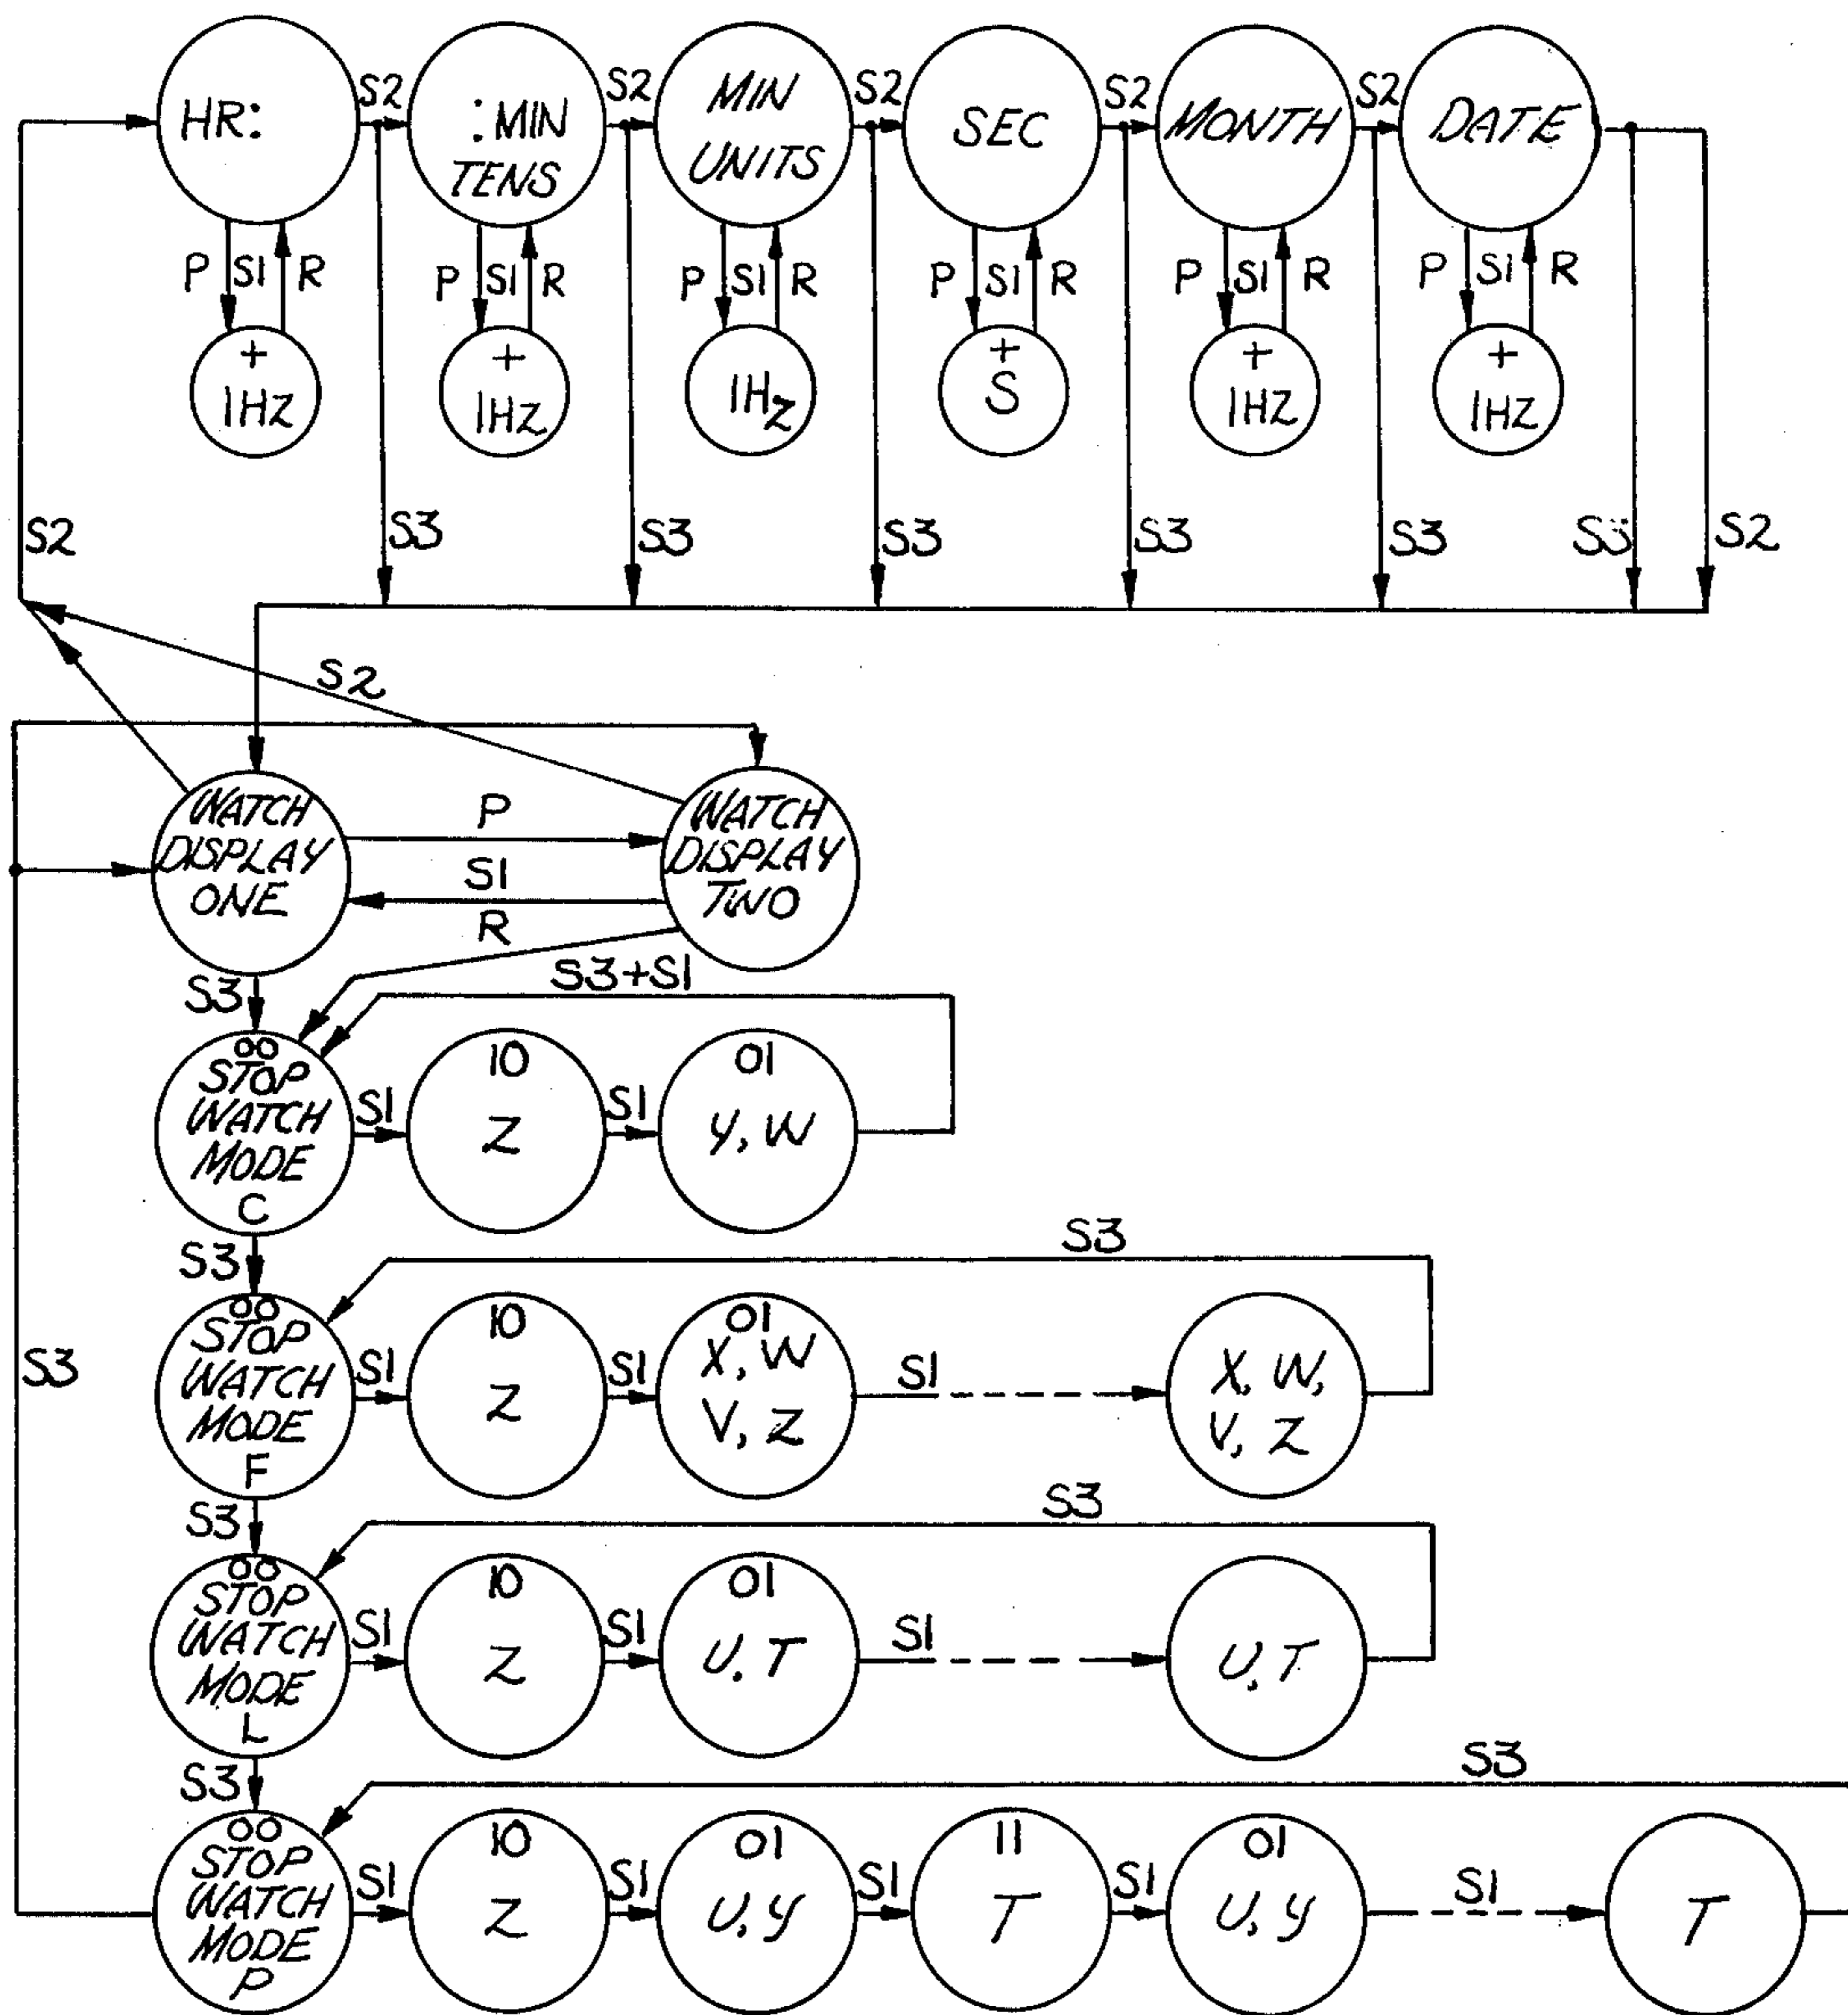 HR:
S2
:MIN
TENS
S2
MIN
UNITS
S2
SEC
S2
MONTH
S2
DATE
P S1 R
P S1 R
P S1 R
P S1 R
P S1 R
P S1 R
+
1HZ
+
1HZ
1HZ
+
S
+
1HZ
+
1HZ
S2
S3
S3
S3
S3
S3
S3
S2
S2
WATCH
DISPLAY
ONE
P
S1
R
WATCH
DISPLAY
TWO
S3
S3+S1
00
STOP
WATCH
MODE
C
S1
10
Z
S1
01
Y, W
S3
S3
00
STOP
WATCH
MODE
F
S1
10
Z
S1
01
X, W
V, Z
S1
X, W,
V, Z
S3
S3
S3
00
STOP
WATCH
MODE
L
S1
10
Z
S1
01
U, T
S1
U, T
S3
S3
00
STOP
WATCH
MODE
P
S1
10
Z
S1
01
U, Y
S1
11
T
S1
01
U, Y
S1
T